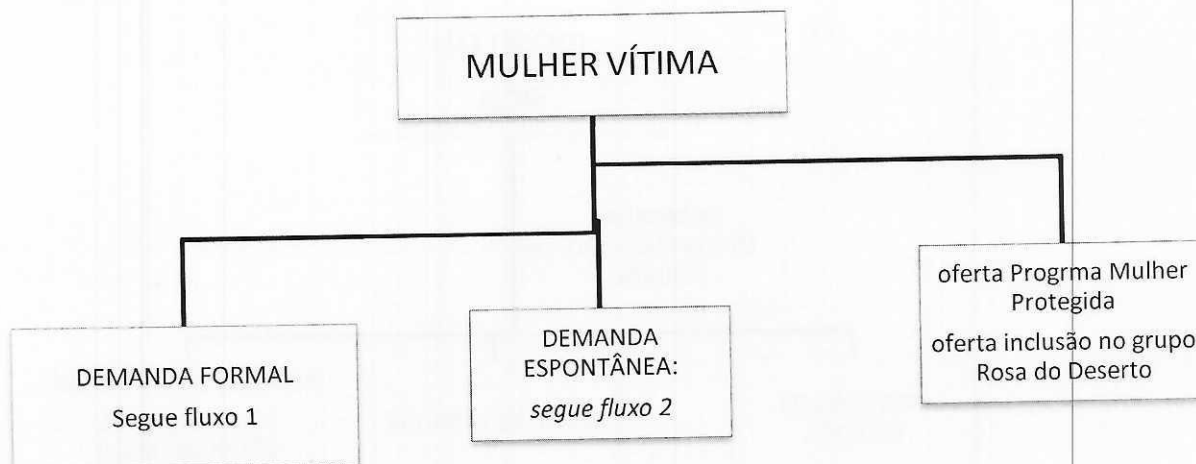 MULHER VÍTIMA
DEMANDA FORMAL
Segue fluxo 1
DEMANDA
ESPONTÂNEA:
segue fluxo 2
oferta Progrma Mulher
Protegida
oferta inclusão no grupo
Rosa do Deserto